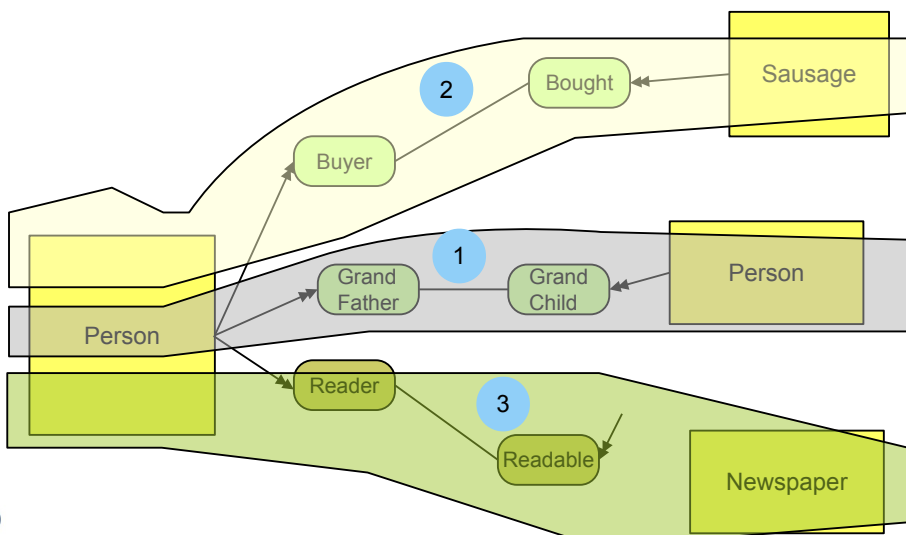 2
Bought
Sausage
Buyer
1
Grand
Father
Grand
Child
Person
Person
Reader
3
Readable
Newspaper